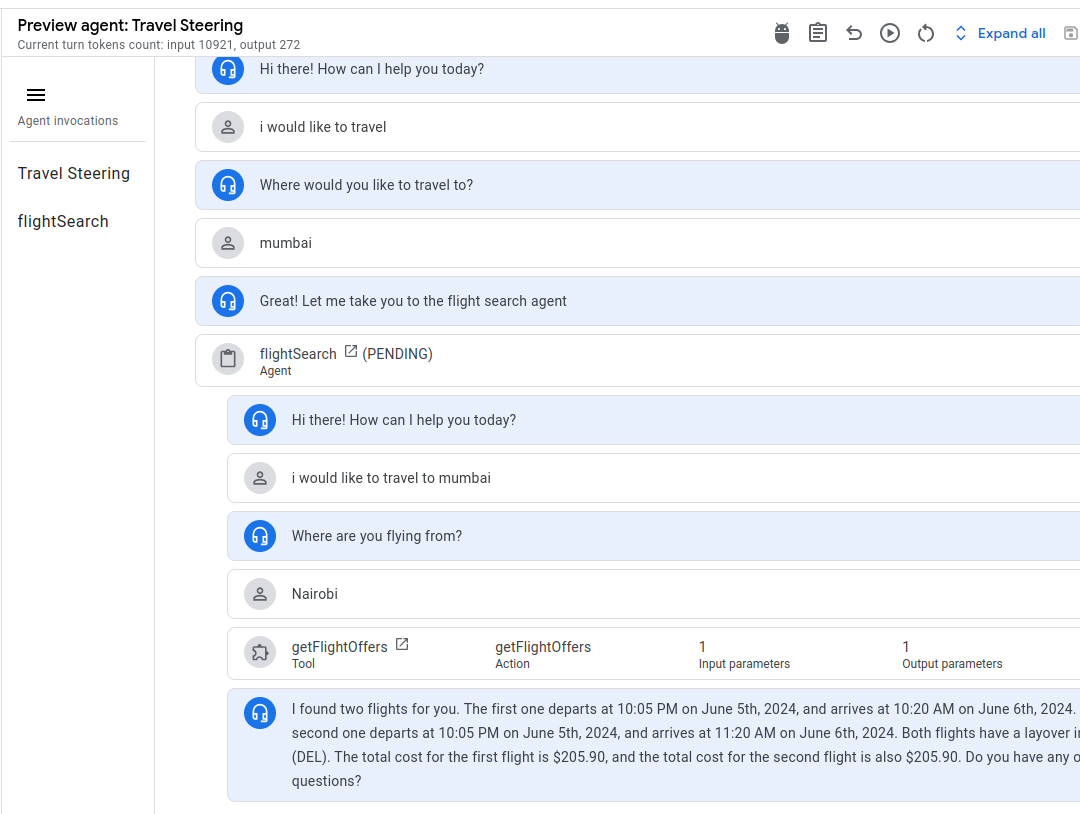 Preview agent: Travel Steering
Current turn tokens count: input 10921, output 272
Expand all
Agent invocations
Travel Steering
flightSearch
Hi there! How can I help you today?
i would like to travel
Where would you like to travel to?
mumbai
Great! Let me take you to the flight search agent
flightSearch (PENDING)
Agent
Hi there! How can I help you today?
i would like to travel to mumbai
Where are you flying from?
Nairobi
getFlightOffers getFlightOffers 1 1
Tool Action Input parameters Output parameters
I found two flights for you. The first one departs at 10:05 PM on June 5th, 2024, and arrives at 10:20 AM on June 6th, 2024.
second one departs at 10:05 PM on June 5th, 2024, and arrives at 11:20 AM on June 6th, 2024. Both flights have a layover
(DEL). The total cost for the first flight is $205.90, and the total cost for the second flight is also $205.90. Do you have any
questions?